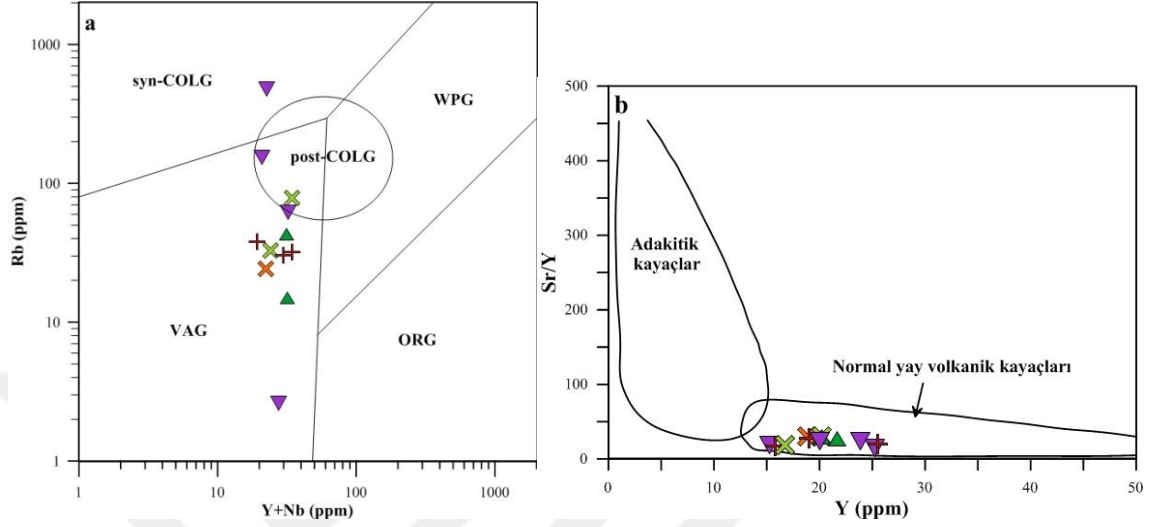 a
1000
100
10
1
Rb (ppm)
syn-COLG
WPG
post-COLG
VAG
ORG
1
10
100
1000
Y+Nb (ppm)
b
500
400
300
200
100
0
Sr/Y
Adakitik
kayaçlar
Normal yay volkanik kayaçları
0
10
20
30
40
50
Y (ppm)